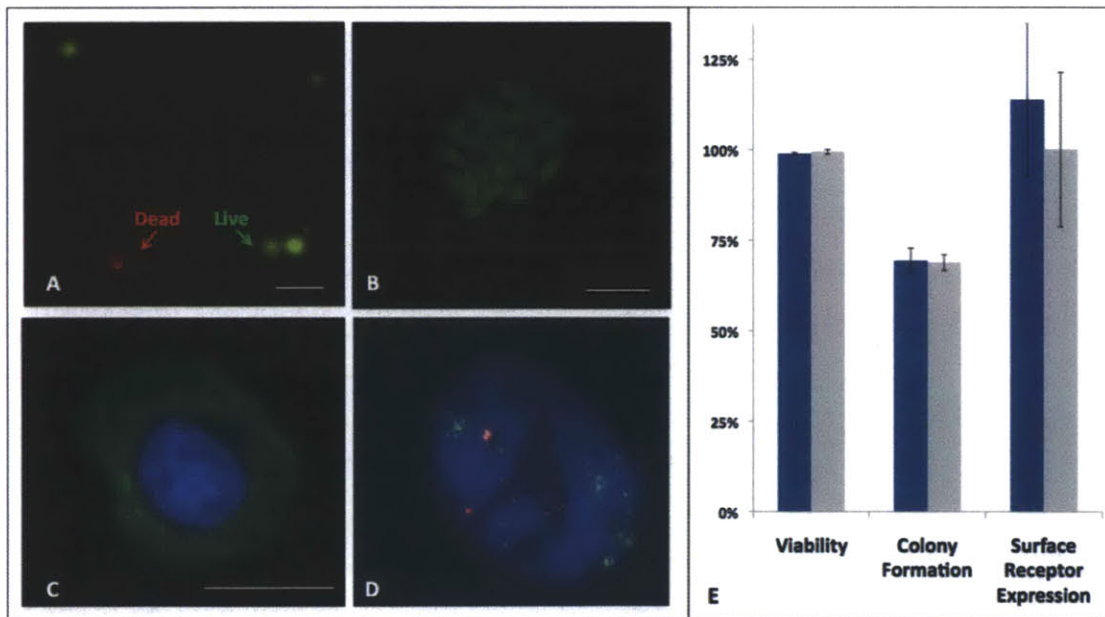 Dead
Live
A
B
C
D
125%
100%
75%
50%
25%
0%
Viability
Colony
Formation
Surface
Receptor
Expression
E